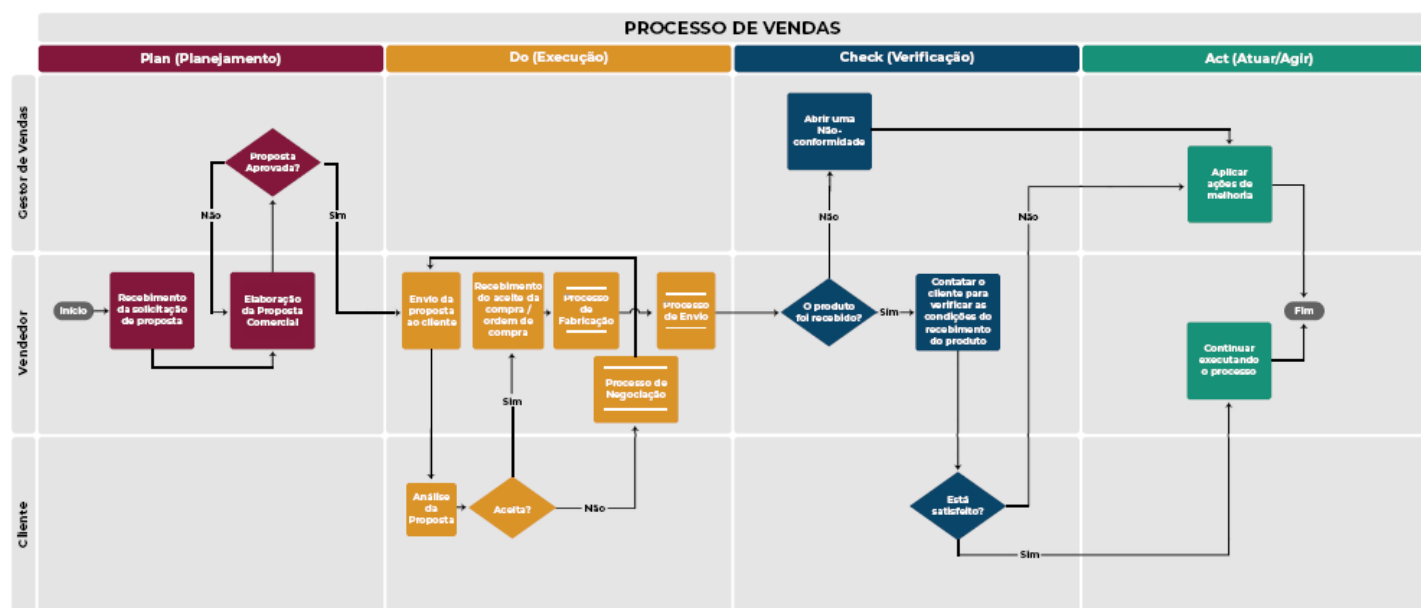 PROCESSO DE VENDAS
Plan (Planejamento)
Do (Execução)
Check (Verificação)
Act (Atuar/Agir)
Gestor de Vendas
Proposta
Aprovada?
Não
Sim
Abrir uma
Não-
conformidade
Não
Não
Aplicar
ações de
melhoria
Vendedor
Início
Recebimento
da solicitação
de proposta
Elaboração
da Proposta
Comercial
Envio da
proposta
ao cliente
Recebimento
do aceite da
compra /
ordem de
compra
Processo
de
Fabricação
Processo
de Envio
Processo de
Negociação
Sim
O produto
foi recebido?
Sim
Contatar o
cliente para
verificar as
condições do
recebimento
do produto
Continuar
executando
o processo
Fim
Cliente
Análise
da
Proposta
Aceita?
Não
Está
satisfeito?
Sim